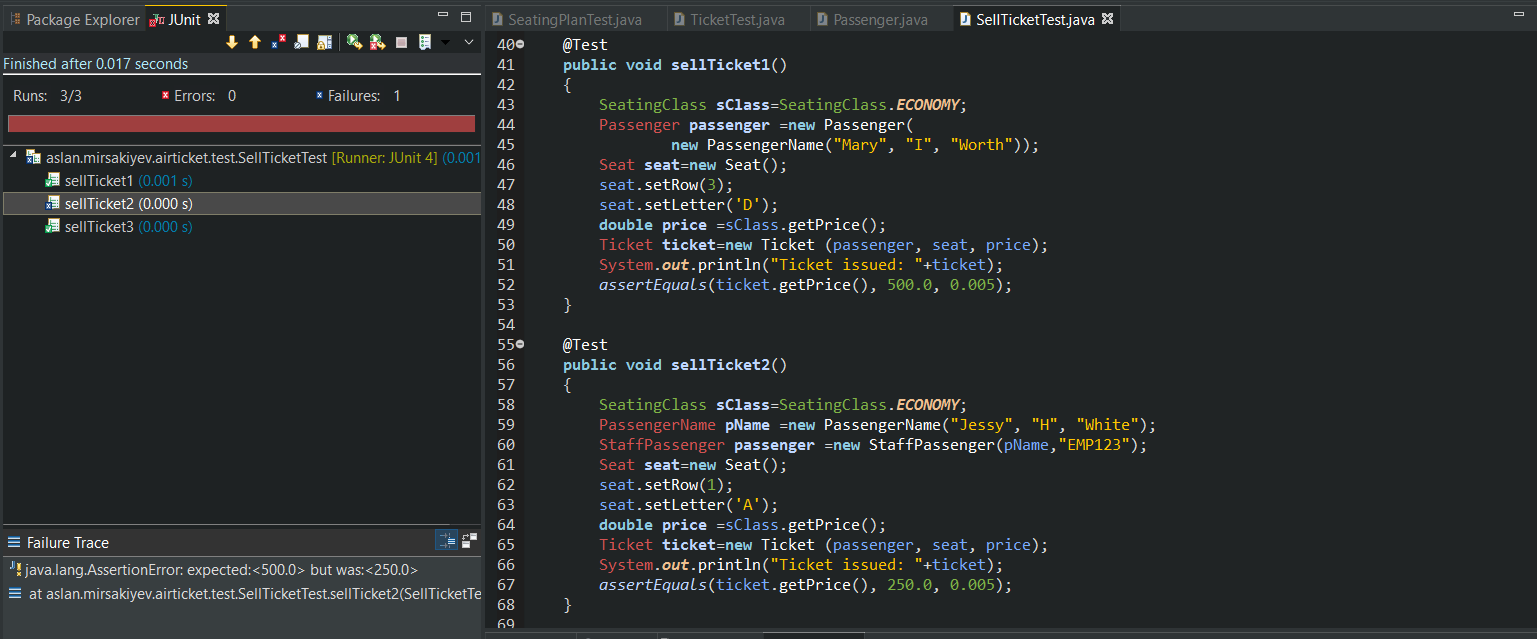 Package Explorer
JUnit
Finished after 0.017 seconds
Runs: 3/3
Errors: 0
Failures: 1
aslan.mirsakiyev.airticket.test.SellTicketTest [Runner: JUnit 4] (0.001
sellTicket1 (0.001 s)
sellTicket2 (0.000 s)
sellTicket3 (0.000 s)
Failure Trace
java.lang.AssertionError: expected:<500.0> but was:<250.0>
at aslan.mirsakiyev.airticket.test.SellTicketTest.sellTicket2(SellTicketTe
SeatingPlanTest.java
TicketTest.java
Passenger.java
SellTicketTest.java
40 @Test
41 public void sellTicket1()
42 {
43 SeatingClass sClass=SeatingClass.ECONOMY;
44 Passenger passenger =new Passenger(
45 new PassengerName("Mary", "I", "Worth"));
46 Seat seat=new Seat();
47 seat.setRow(3);
48 seat.setLetter('D');
49 double price =sClass.getPrice();
50 Ticket ticket=new Ticket (passenger, seat, price);
51 System.out.println("Ticket issued: "+ticket);
52 assertEquals(ticket.getPrice(), 500.0, 0.005);
53 }
54
55 @Test
56 public void sellTicket2()
57 {
58 SeatingClass sClass=SeatingClass.ECONOMY;
59 PassengerName pName =new PassengerName("Jessy", "H", "White");
60 StaffPassenger passenger =new StaffPassenger(pName,"EMP123");
61 Seat seat=new Seat();
62 seat.setRow(1);
63 seat.setLetter('A');
64 double price =sClass.getPrice();
65 Ticket ticket=new Ticket (passenger, seat, price);
66 System.out.println("Ticket issued: "+ticket);
67 assertEquals(ticket.getPrice(), 250.0, 0.005);
68 }
69